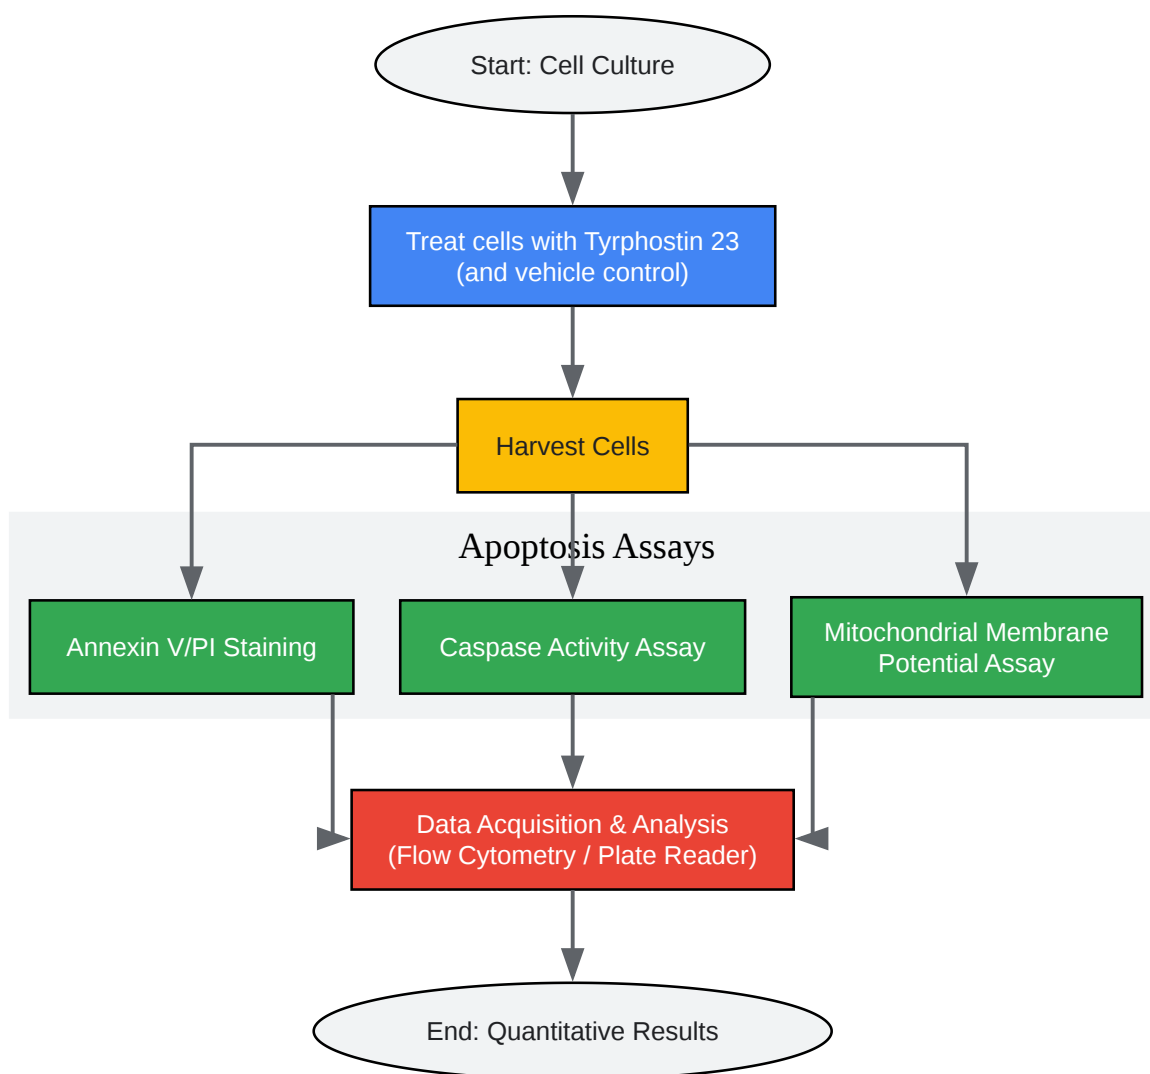 Start: Cell Culture
Treat cells with Tyrphostin 23
(and vehicle control)
Harvest Cells
Apoptosis Assays
Annexin V/PI Staining
Caspase Activity Assay
Mitochondrial Membrane
Potential Assay
Data Acquisition & Analysis
(Flow Cytometry / Plate Reader)
End: Quantitative Results